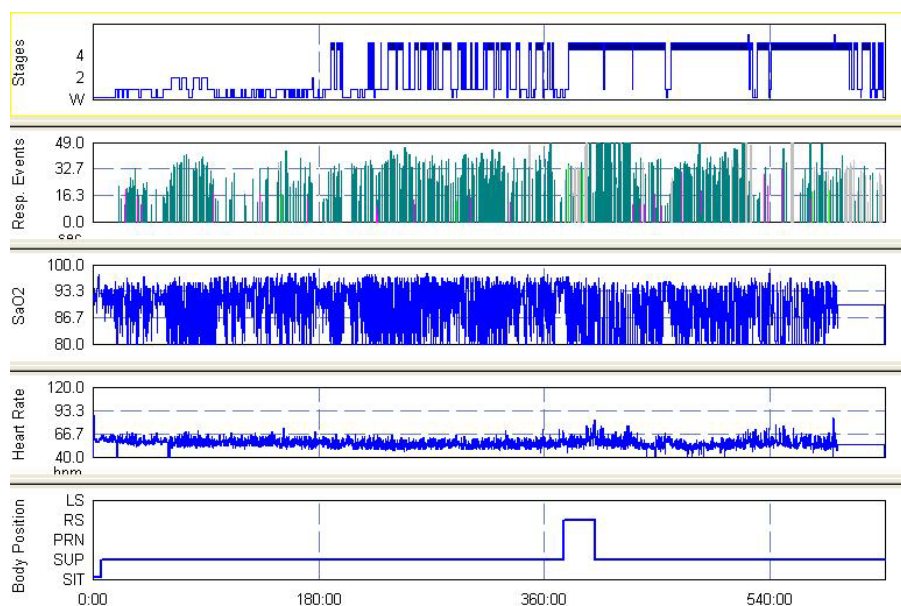 Stages
4
2
W
Resp. Events
49.0
32.7
16.3
0.0
sec
SaO2
100.0
93.3
86.7
80.0
Heart Rate
120.0
93.3
66.7
40.0
bpm
Body Position
LS
RS
PRN
SUP
SIT
0:00 180:00 360:00 540:00